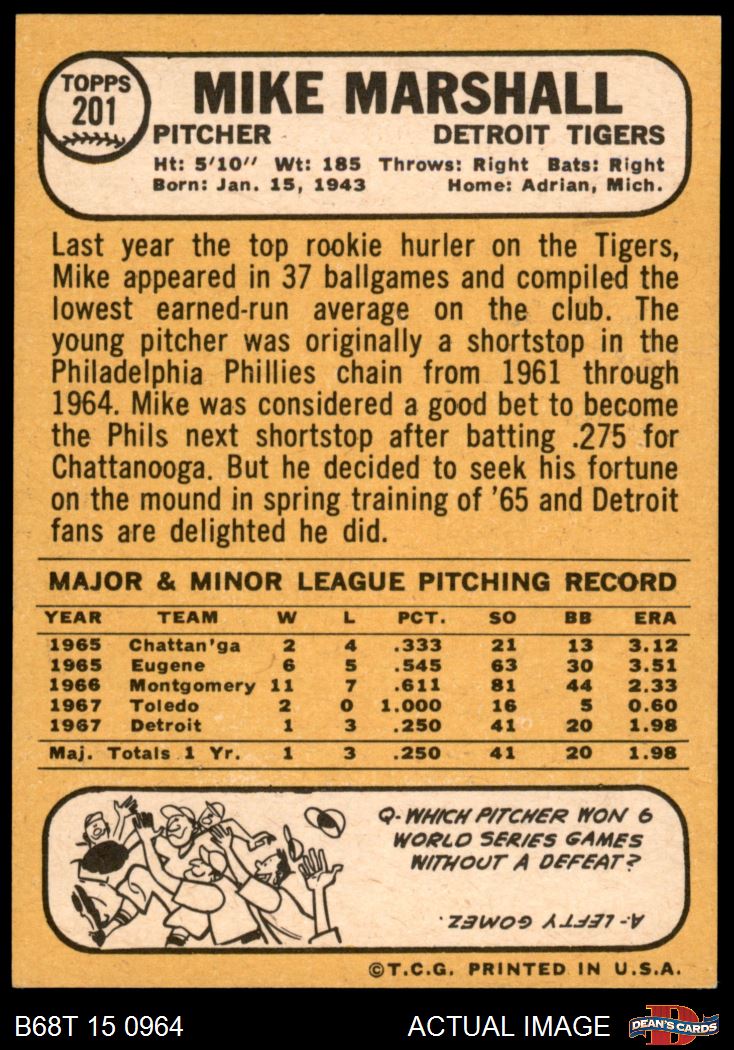 TOPPS
201
MIKE MARSHALL
PITCHER DETROIT TIGERS
Ht: 5'10" Wt: 185 Throws: Right Bats: Right
Born: Jan. 15, 1943 Home: Adrian, Mich.
Last year the top rookie hurler on the Tigers,
Mike appeared in 37 ballgames and compiled the
lowest earned-run average on the club. The
young pitcher was originally a shortstop in the
Philadelphia Phillies chain from 1961 through
1964. Mike was considered a good bet to become
the Phils next shortstop after batting .275 for
Chattanooga. But he decided to seek his fortune
on the mound in spring training of '65 and Detroit
fans are delighted he did.
MAJOR & MINOR LEAGUE PITCHING RECORD
YEAR TEAM W L PCT. SO BB ERA
1965 Chattan'ga 2 4 .333 21 13 3.12
1965 Eugene 6 5 .545 63 30 3.51
1966 Montgomery 11 7 .611 81 44 2.33
1967 Toledo 2 0 1.000 16 5 0.60
1967 Detroit 1 3 .250 41 20 1.98
Maj. Totals 1 Yr. 1 3 .250 41 20 1.98
Q-WHICH PITCHER WON 6
WORLD SERIES GAMES
WITHOUT A DEFEAT?
A-LEFTY GOMEZ.
©T.C.G. PRINTED IN U.S.A.
B68T 15 0964 ACTUAL IMAGE DEAN'S CARDS